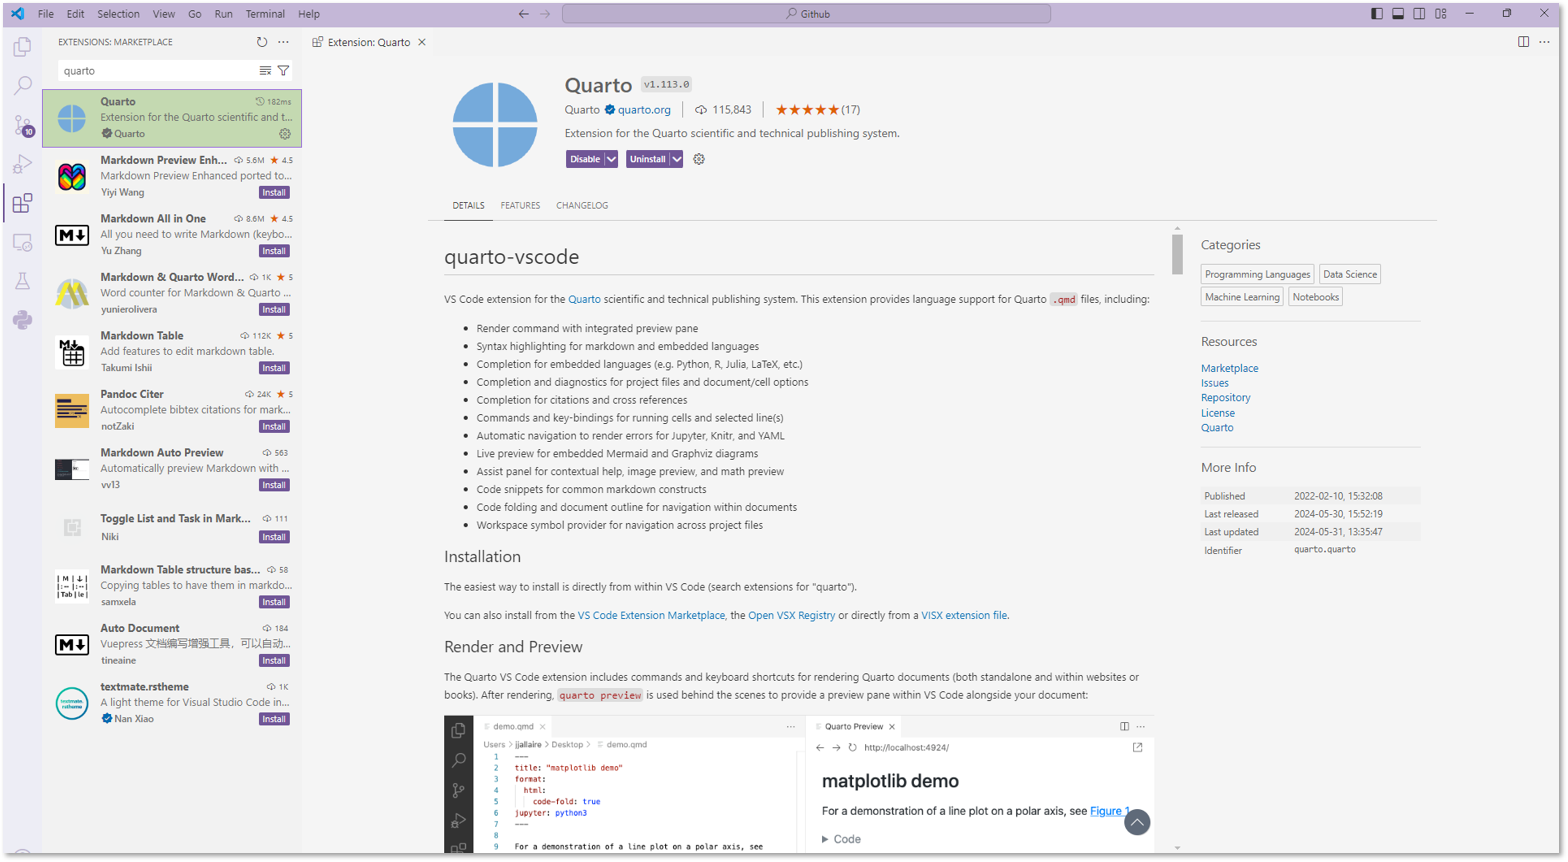 File Edit Selection View Go Run Terminal Help
Github
EXTENSIONS: MARKETPLACE
quarto
Quarto 182ms
Extension for the Quarto scientific and t...
Quarto
Markdown Preview Enh... 5.6M ★ 4.5
Markdown Preview Enhanced ported to...
Yiyi Wang Install
Markdown All in One 8.6M ★ 4.5
All you need to write Markdown (keybo...
Yu Zhang Install
Markdown & Quarto Word... 1K ★ 5
Word counter for Markdown & Quarto ...
yunierolivera Install
Markdown Table 112K ★ 5
Add features to edit markdown table.
Takumi Ishii Install
Pandoc Citer 24K ★ 5
Autocomplete bibtex citations for mark...
notZaki Install
Markdown Auto Preview 563
Automatically preview Markdown with ...
vv13 Install
Toggle List and Task in Mark... 111
Niki Install
Markdown Table structure bas... 58
Copying tables to have them in markdo...
samxela Install
Auto Document 184
Vuepress 文档编写增强工具，可以自动...
tineaine Install
textmate.rstheme 1K
A light theme for Visual Studio Code in...
Nan Xiao Install
10
M↓
M↓
M↓
| M | ↓ |
| Tab | le |
textmate.
rstheme
Extension: Quarto
Quarto v1.113.0
Quarto quarto.org | 115,843 | ★★★★★(17)
Extension for the Quarto scientific and technical publishing system.
Disable Uninstall
DETAILS FEATURES CHANGELOG
quarto-vscode
VS Code extension for the Quarto scientific and technical publishing system. This extension provides language support for Quarto .qmd files, including:
• Render command with integrated preview pane
• Syntax highlighting for markdown and embedded languages
• Completion for embedded languages (e.g. Python, R, Julia, LaTeX, etc.)
• Completion and diagnostics for project files and document/cell options
• Completion for citations and cross references
• Commands and key-bindings for running cells and selected line(s)
• Automatic navigation to render errors for Jupyter, Knitr, and YAML
• Live preview for embedded Mermaid and Graphviz diagrams
• Assist panel for contextual help, image preview, and math preview
• Code snippets for common markdown constructs
• Code folding and document outline for navigation within documents
• Workspace symbol provider for navigation across project files
Installation
The easiest way to install is directly from within VS Code (search extensions for "quarto").
You can also install from the VS Code Extension Marketplace, the Open VSX Registry or directly from a VISX extension file.
Render and Preview
The Quarto VS Code extension includes commands and keyboard shortcuts for rendering Quarto documents (both standalone and within websites or
books). After rendering, quarto preview is used behind the scenes to provide a preview pane within VS Code alongside your document:
demo.qmd
Users > jjallaire > Desktop > demo.qmd
1 ---
2 title: "matplotlib demo"
3 format:
4 html:
5 code-fold: true
6 jupyter: python3
7 ---
8
9 For a demonstration of a line plot on a polar axis, see
Quarto Preview
http://localhost:4924/
matplotlib demo
For a demonstration of a line plot on a polar axis, see Figure 1
▶ Code
Categories
Programming Languages Data Science
Machine Learning Notebooks
Resources
Marketplace
Issues
Repository
License
Quarto
More Info
Published 2022-02-10, 15:32:08
Last released 2024-05-30, 15:52:19
Last updated 2024-05-31, 13:35:47
Identifier quarto.quarto